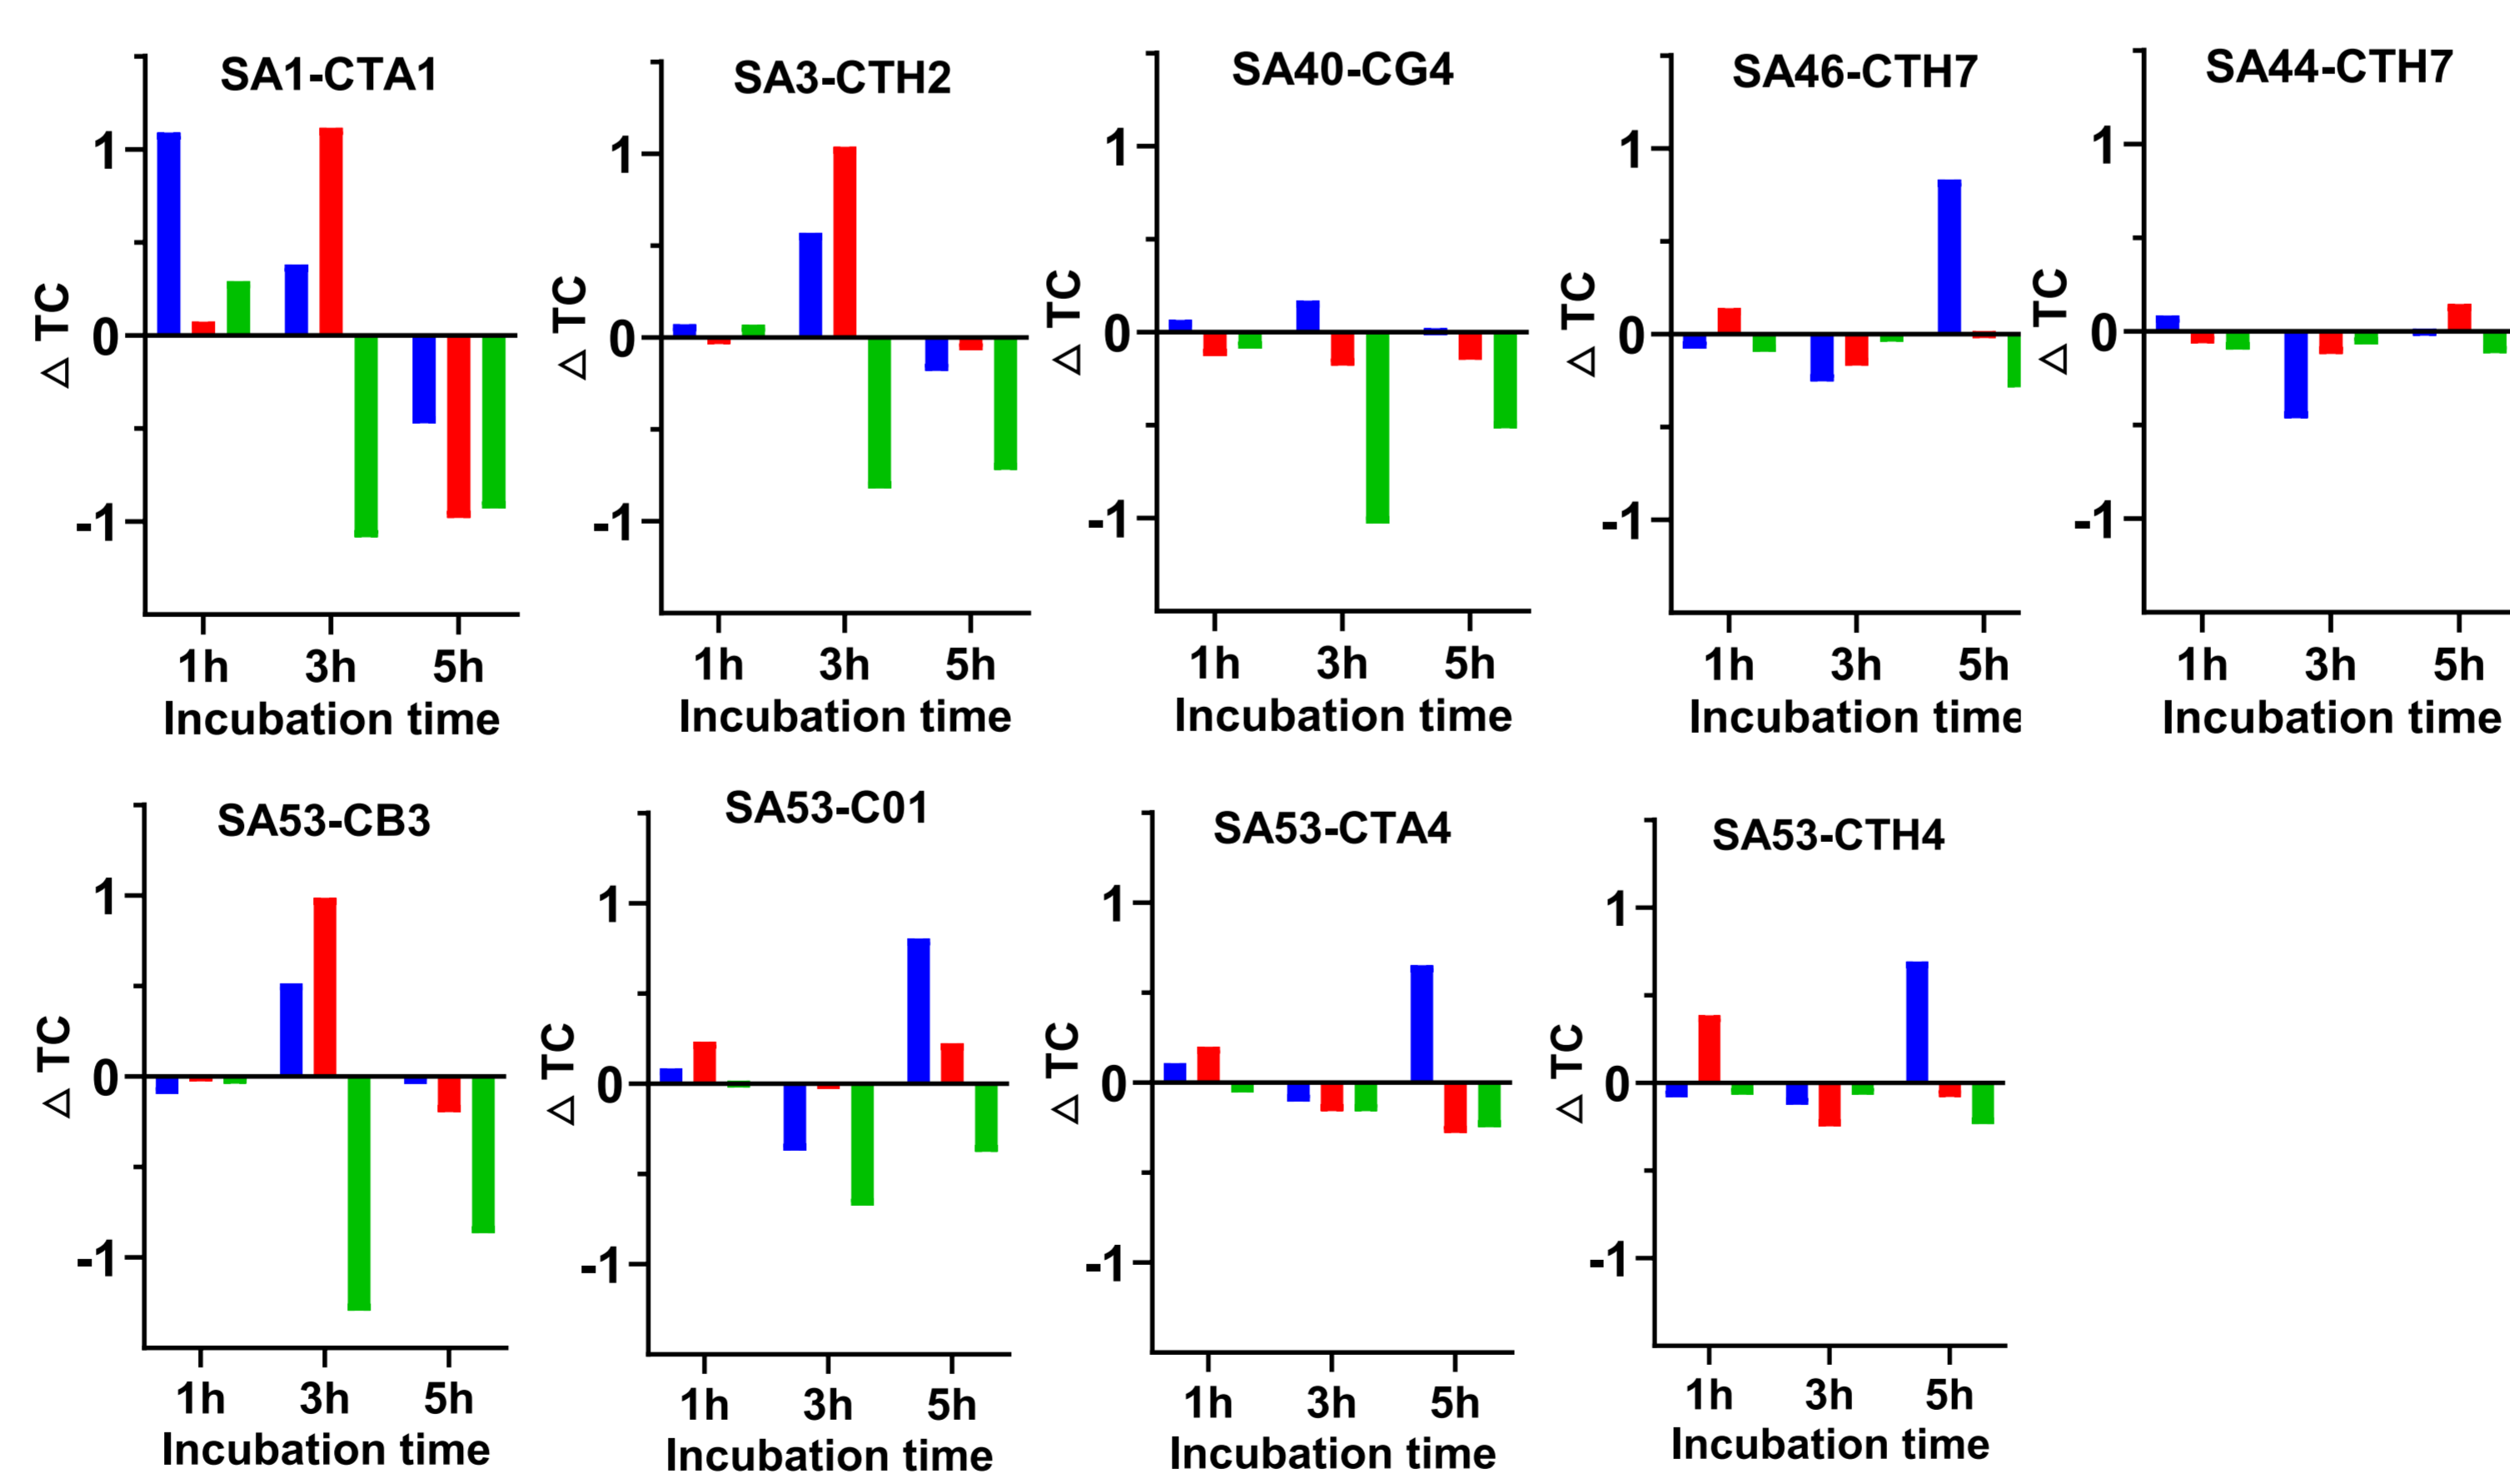 SA1-CTA1
△ TC
1
0
-1
1h 3h 5h
Incubation time
SA3-CTH2
△ TC
1
0
-1
1h 3h 5h
Incubation time
SA40-CG4
△ TC
1
0
-1
1h 3h 5h
Incubation time
SA46-CTH7
△ TC
1
0
-1
1h 3h 5h
Incubation time
SA44-CTH7
△ TC
1
0
-1
1h 3h 5h
Incubation time
SA53-CB3
△ TC
1
0
-1
1h 3h 5h
Incubation time
SA53-C01
△ TC
1
0
-1
1h 3h 5h
Incubation time
SA53-CTA4
△ TC
1
0
-1
1h 3h 5h
Incubation time
SA53-CTH4
△ TC
1
0
-1
1h 3h 5h
Incubation time